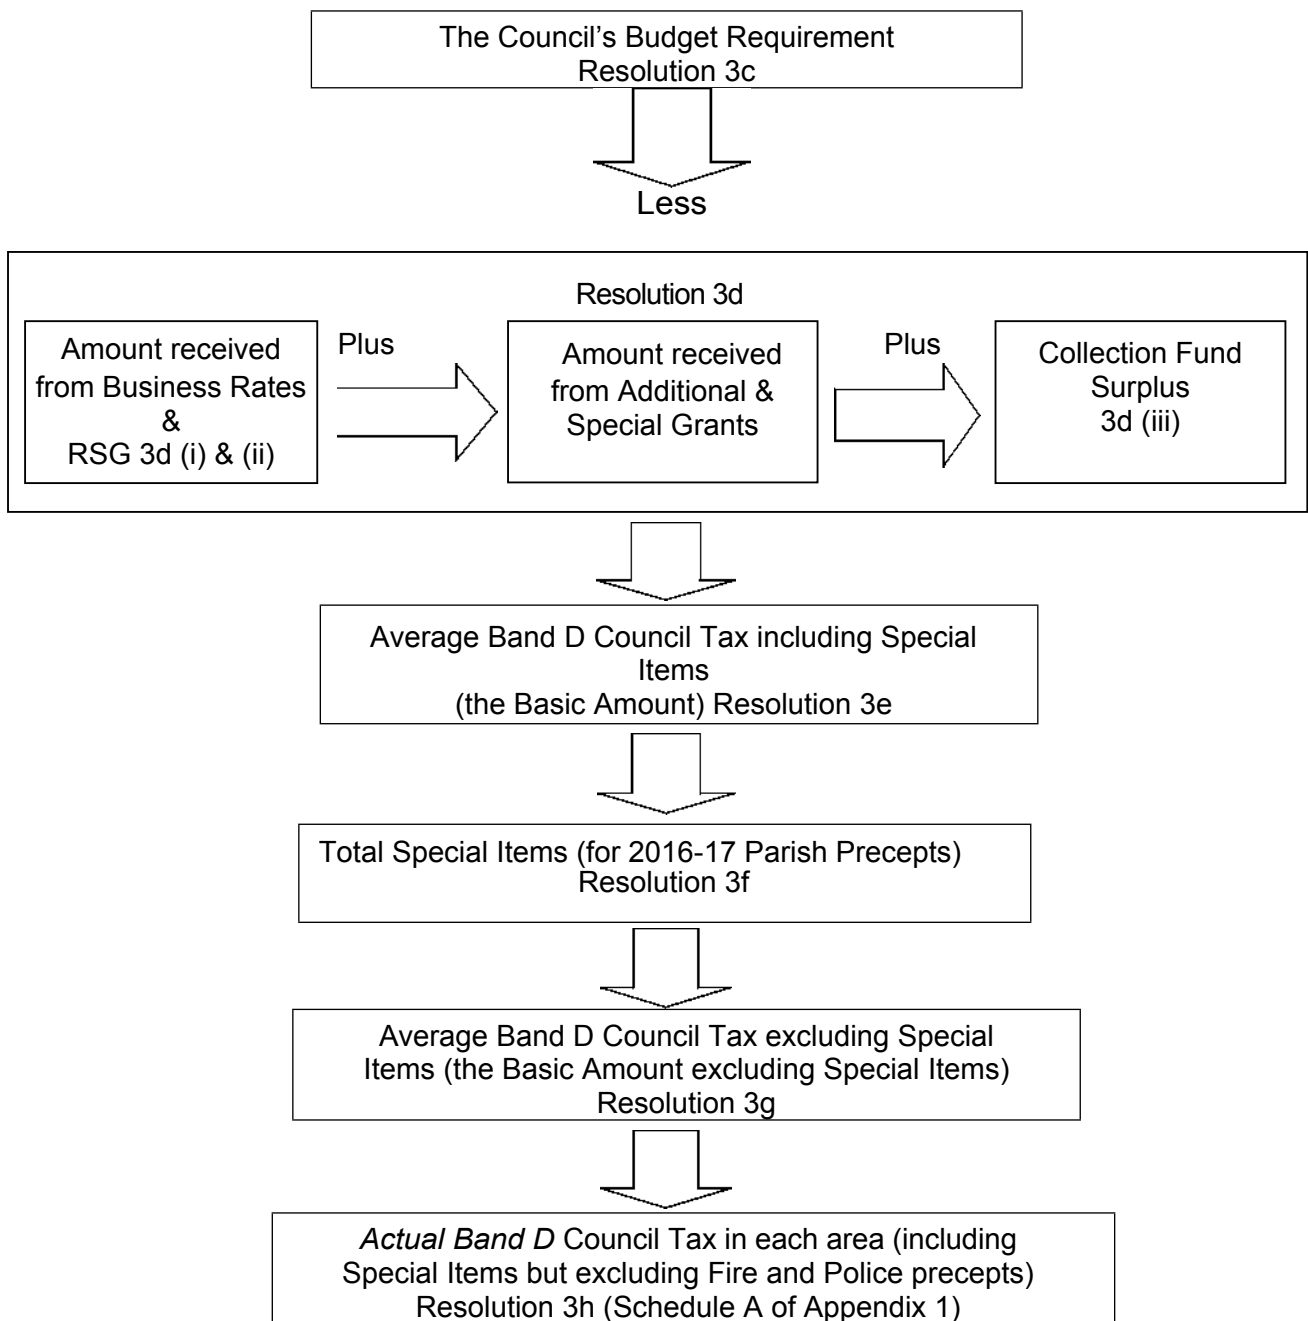 The Council’s Budget Requirement
Resolution 3c
Less
Resolution 3d
Amount received
from Business Rates
&
RSG 3d (i) & (ii)
Plus
Amount received
from Additional &
Special Grants
Plus
Collection Fund
Surplus
3d (iii)
Average Band D Council Tax including Special
Items
(the Basic Amount) Resolution 3e
Total Special Items (for 2016-17 Parish Precepts)
Resolution 3f
Average Band D Council Tax excluding Special
Items (the Basic Amount excluding Special Items)
Resolution 3g
Actual Band D Council Tax in each area (including
Special Items but excluding Fire and Police precepts)
Resolution 3h (Schedule A of Appendix 1)